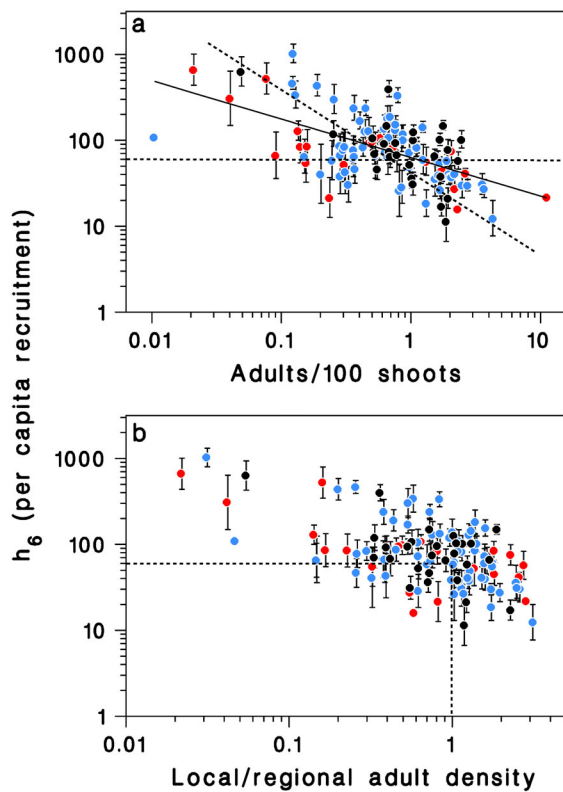 a
1000
100
10
1
0.01 0.1 1 10
Adults/100 shoots
h6 (per capita recruitment)
b
1000
100
10
1
0.01 0.1 1
Local/regional adult density